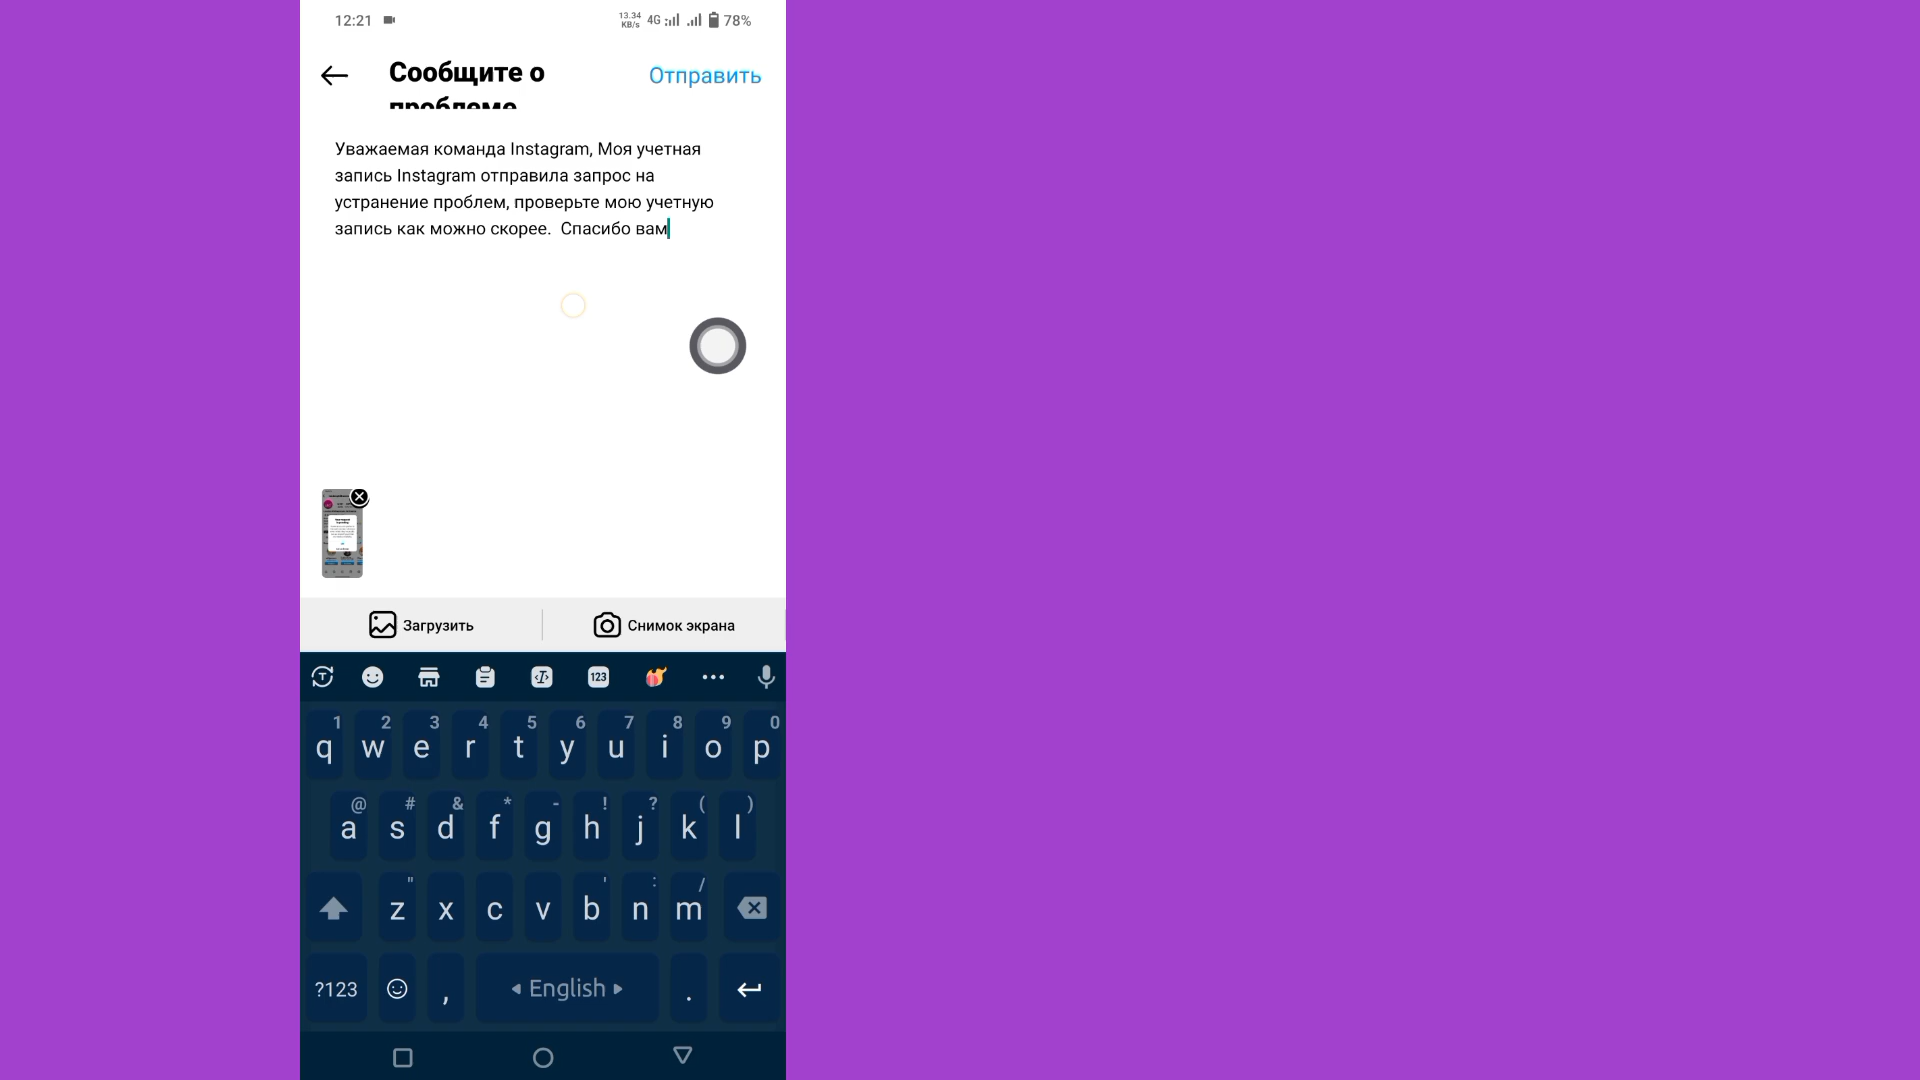 12:21
13.34 KB/s 4G 78%
Сообщите о проблеме
Отправить
Уважаемая команда Instagram, Моя учетная
запись Instagram отправила запрос на
устранение проблем, проверьте мою учетную
запись как можно скорее.  Спасибо вам
Загрузить
Снимок экрана
123
1 2 3 4 5 6 7 8 9 0
q w e r t y u i o p
@ # & * - ! ? ( )
a s d f g h j k l
" ' : /
z x c v b n m
?123 , English .